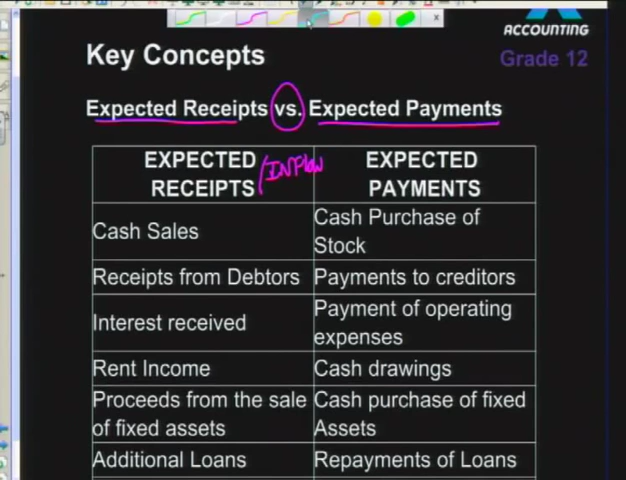 ACCOUNTING
Key Concepts
Grade 12
Expected Receipts vs. Expected Payments
EXPECTED
RECEIPTS
/INflow
EXPECTED
PAYMENTS
Cash Sales
Cash Purchase of
Stock
Receipts from Debtors
Payments to creditors
Interest received
Payment of operating
expenses
Rent Income
Cash drawings
Proceeds from the sale
of fixed assets
Cash purchase of fixed
Assets
Additional Loans
Repayments of Loans